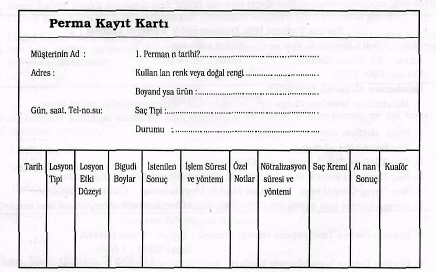 Perma Kayıt Kartı
Müşterinin Ad :
1. Perman n tarihi?................................
Adres :
Kullan lan renk veya doğal rengi .........................
Boyand ysa ürün :......................................
Gün, saat, Tel-no.su:
Saç Tipi :................................................
Durumu :................................................
Tarih Losyon Losyon Bigudi İstenilen İşlem Süresi Özel Nötralizasyon Saç Kremi Al nan Kuaför
Tipi Etki Boylar Sonuç ve yöntemi Notlar süresi ve Sonuç
Düzeyi yöntemi